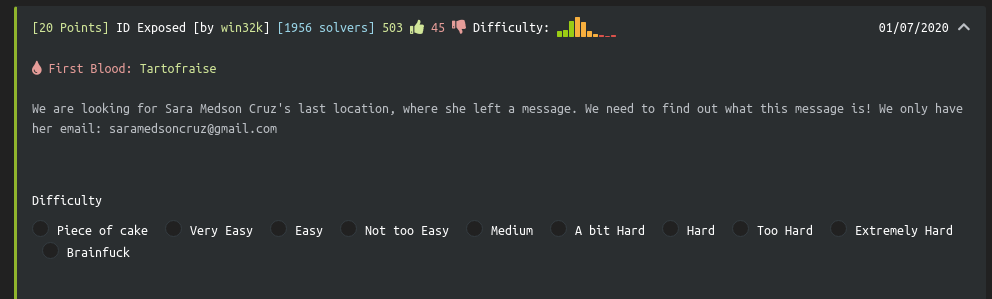 [20 Points] ID Exposed [by win32k] [1956 solvers] 503 45 Difficulty: 01/07/2020
First Blood: Tartofraise
We are looking for Sara Medson Cruz's last location, where she left a message. We need to find out what this message is! We only have
her email: saramedsoncruz@gmail.com
Difficulty
Piece of cake Very Easy Easy Not too Easy Medium A bit Hard Hard Too Hard Extremely Hard
Brainfuck